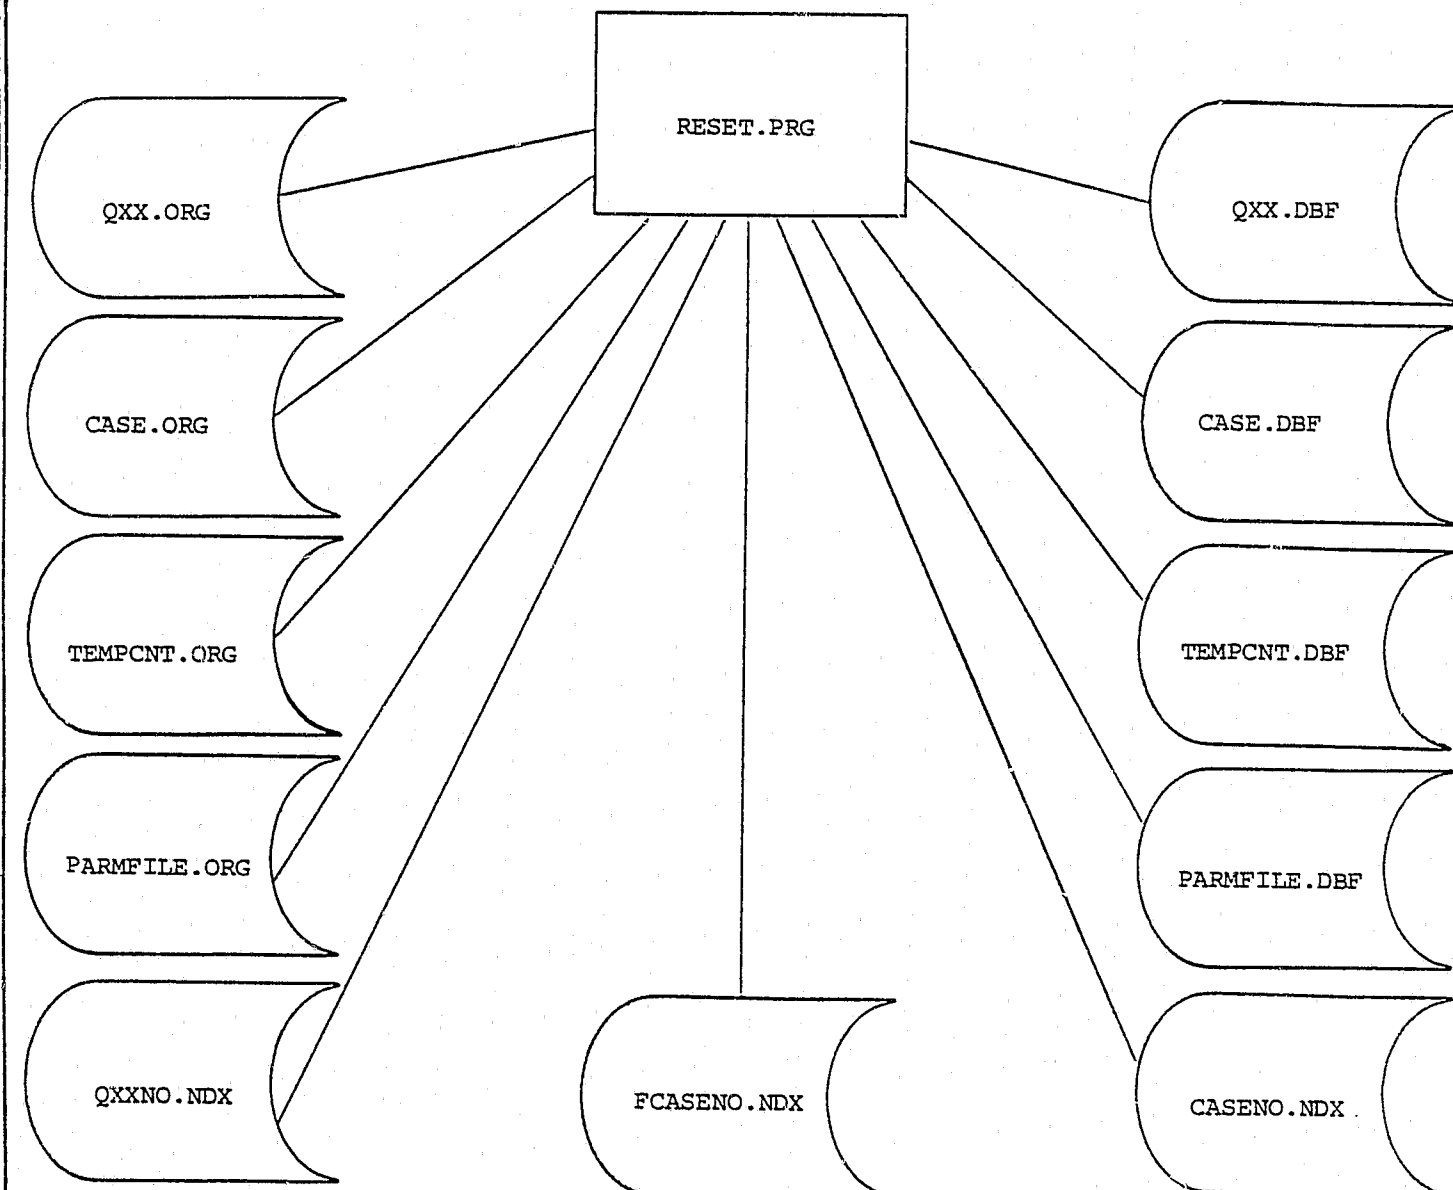 RESET.PRG
QXX.ORG
QXX.DBF
CASE.ORG
CASE.DBF
TEMPCNT.ORG
TEMPCNT.DBF
PARMFILE.ORG
PARMFILE.DBF
QXXNO.NDX
FCASENO.NDX
CASENO.NDX